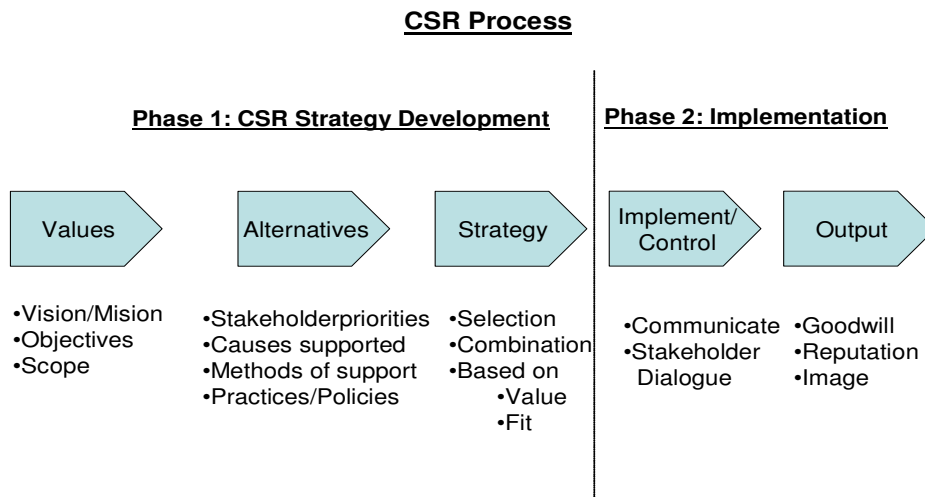 CSR Process
Phase 1: CSR Strategy Development
Phase 2: Implementation
Values
Alternatives
Strategy
Implement/
Control
Output
•Vision/Mision
•Objectives
•Scope
•Stakeholderpriorities
•Causes supported
•Methods of support
•Practices/Policies
•Selection
•Combination
•Based on
•Value
•Fit
•Communicate
•Stakeholder
Dialogue
•Goodwill
•Reputation
•Image